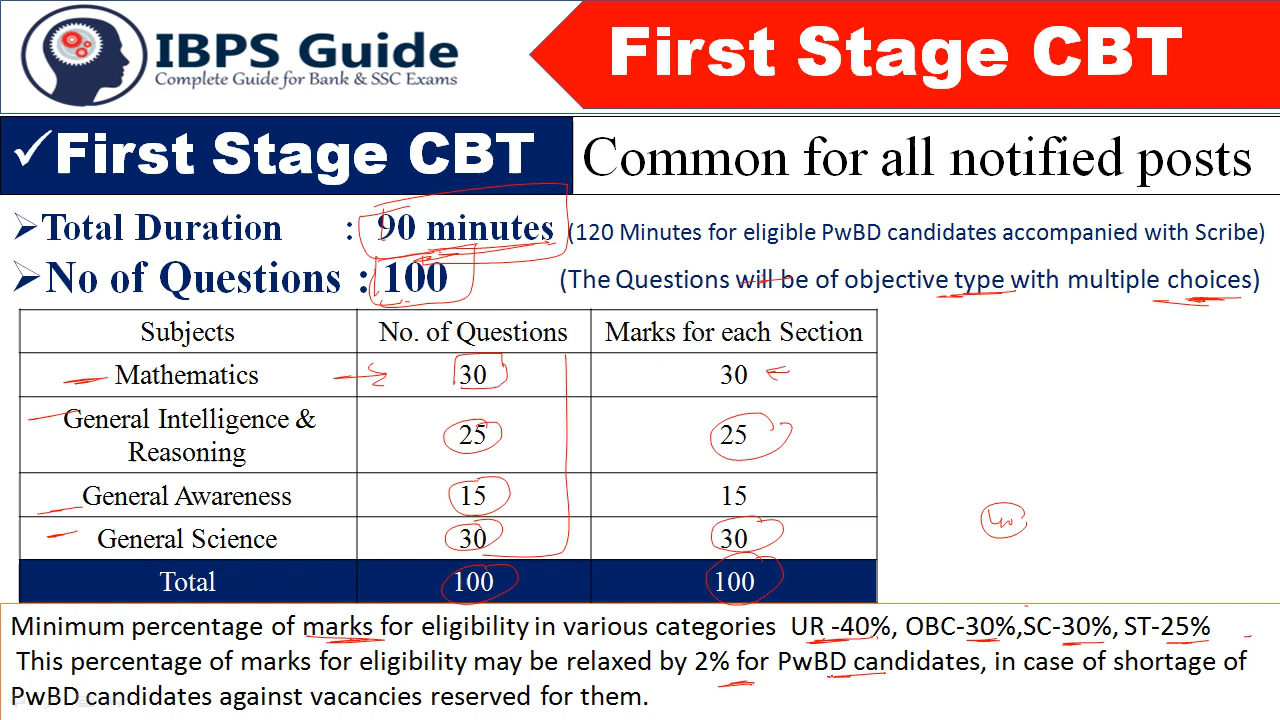 IBPS Guide
Complete Guide for Bank & SSC Exams
First Stage CBT
✓First Stage CBT
Common for all notified posts
➢Total Duration : 90 minutes (120 Minutes for eligible PwBD candidates accompanied with Scribe)
➢No of Questions : 100 (The Questions will be of objective type with multiple choices)
Subjects No. of Questions Marks for each Section
Mathematics 30 30
General Intelligence & Reasoning 25 25
General Awareness 15 15
General Science 30 30
40
Total 100 100
Minimum percentage of marks for eligibility in various categories UR -40%, OBC-30%,SC-30%, ST-25%
This percentage of marks for eligibility may be relaxed by 2% for PwBD candidates, in case of shortage of
PwBD candidates against vacancies reserved for them.